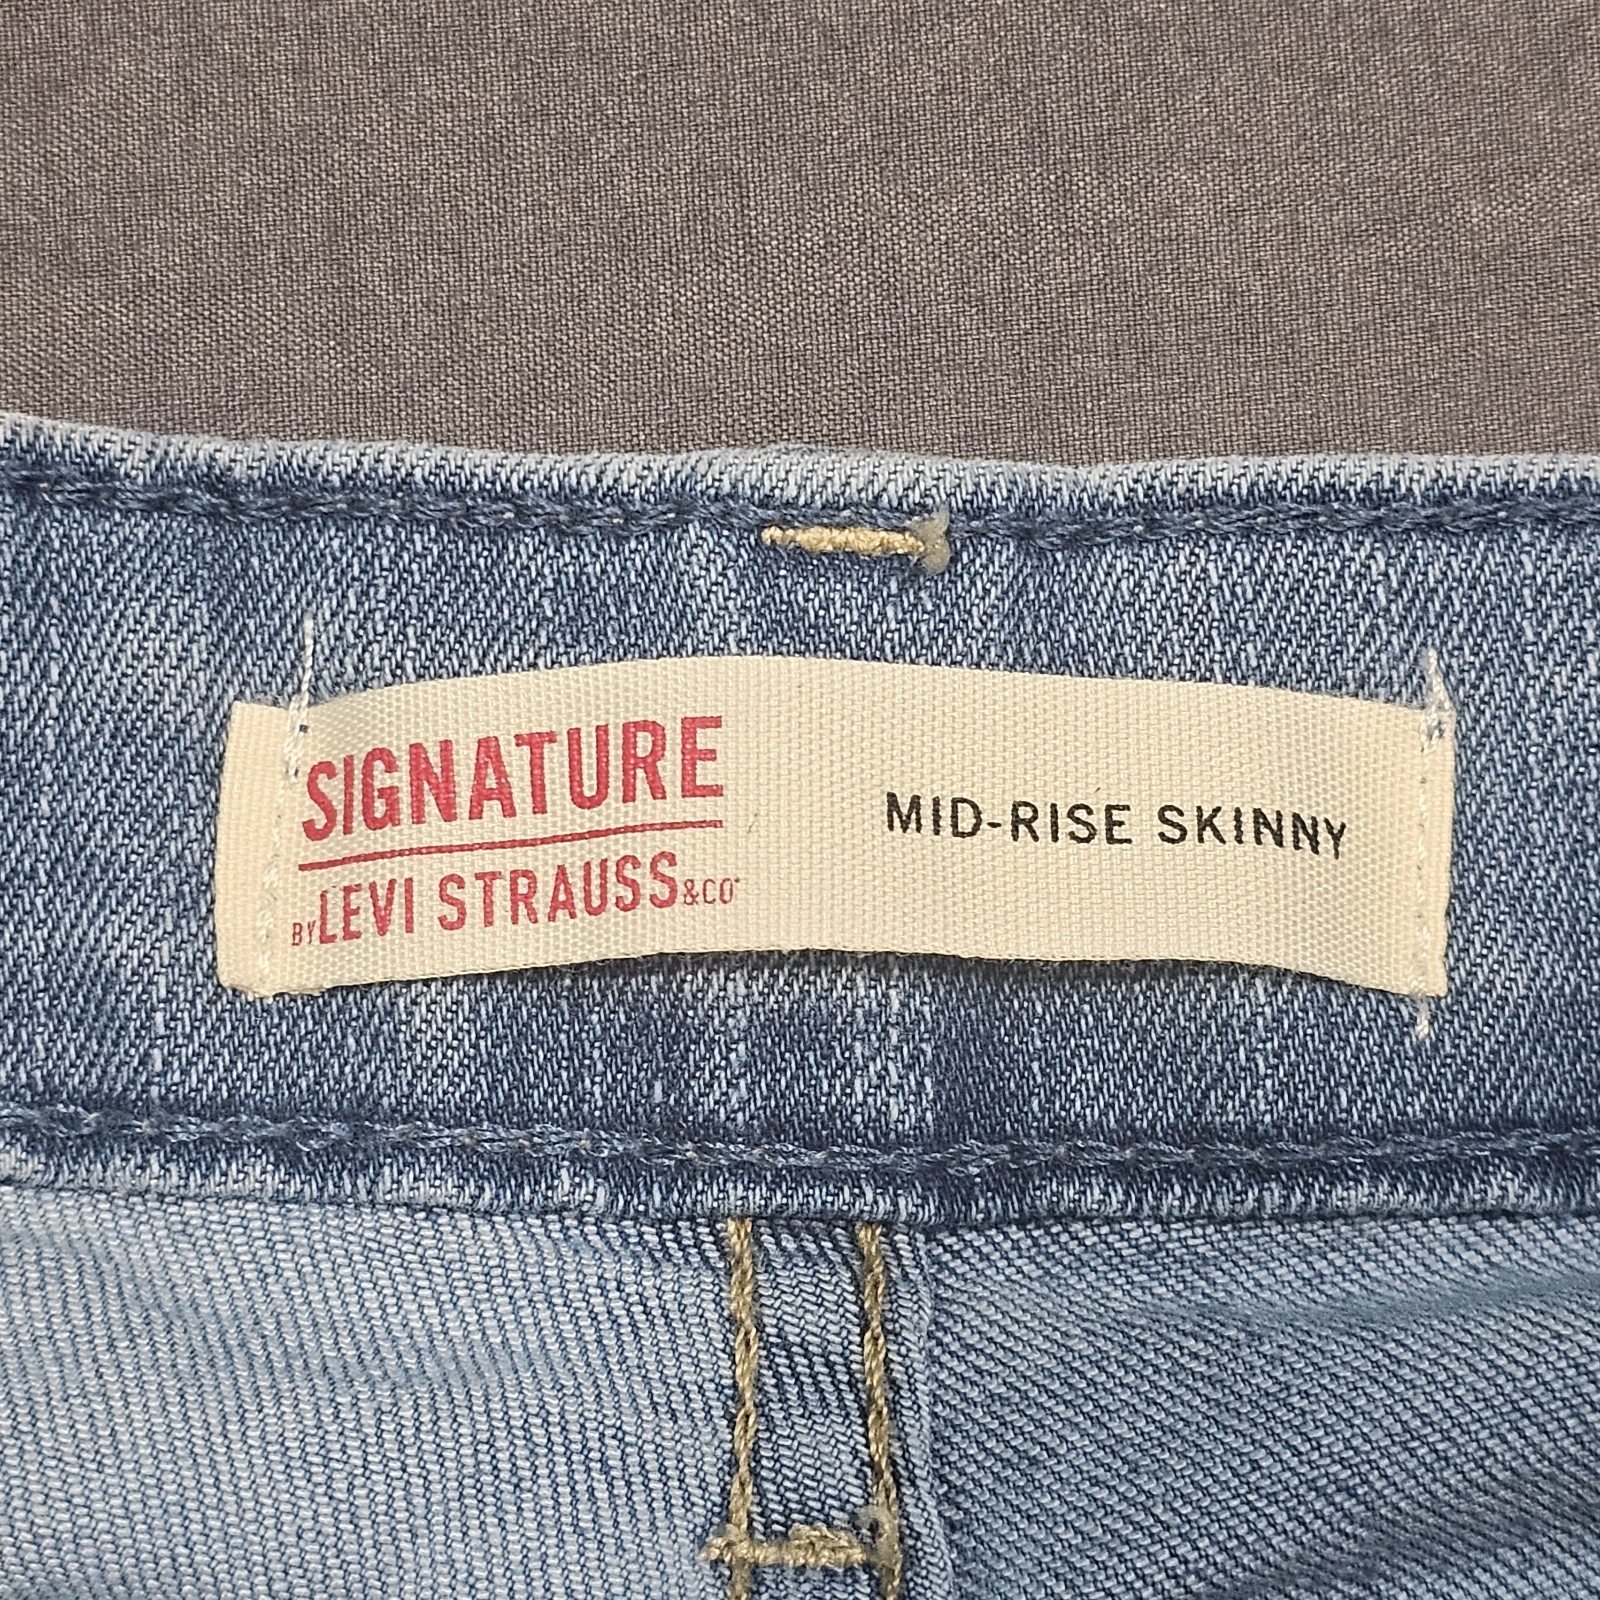 SIGNATURE
BY LEVI STRAUSS & CO.
MID-RISE SKINNY